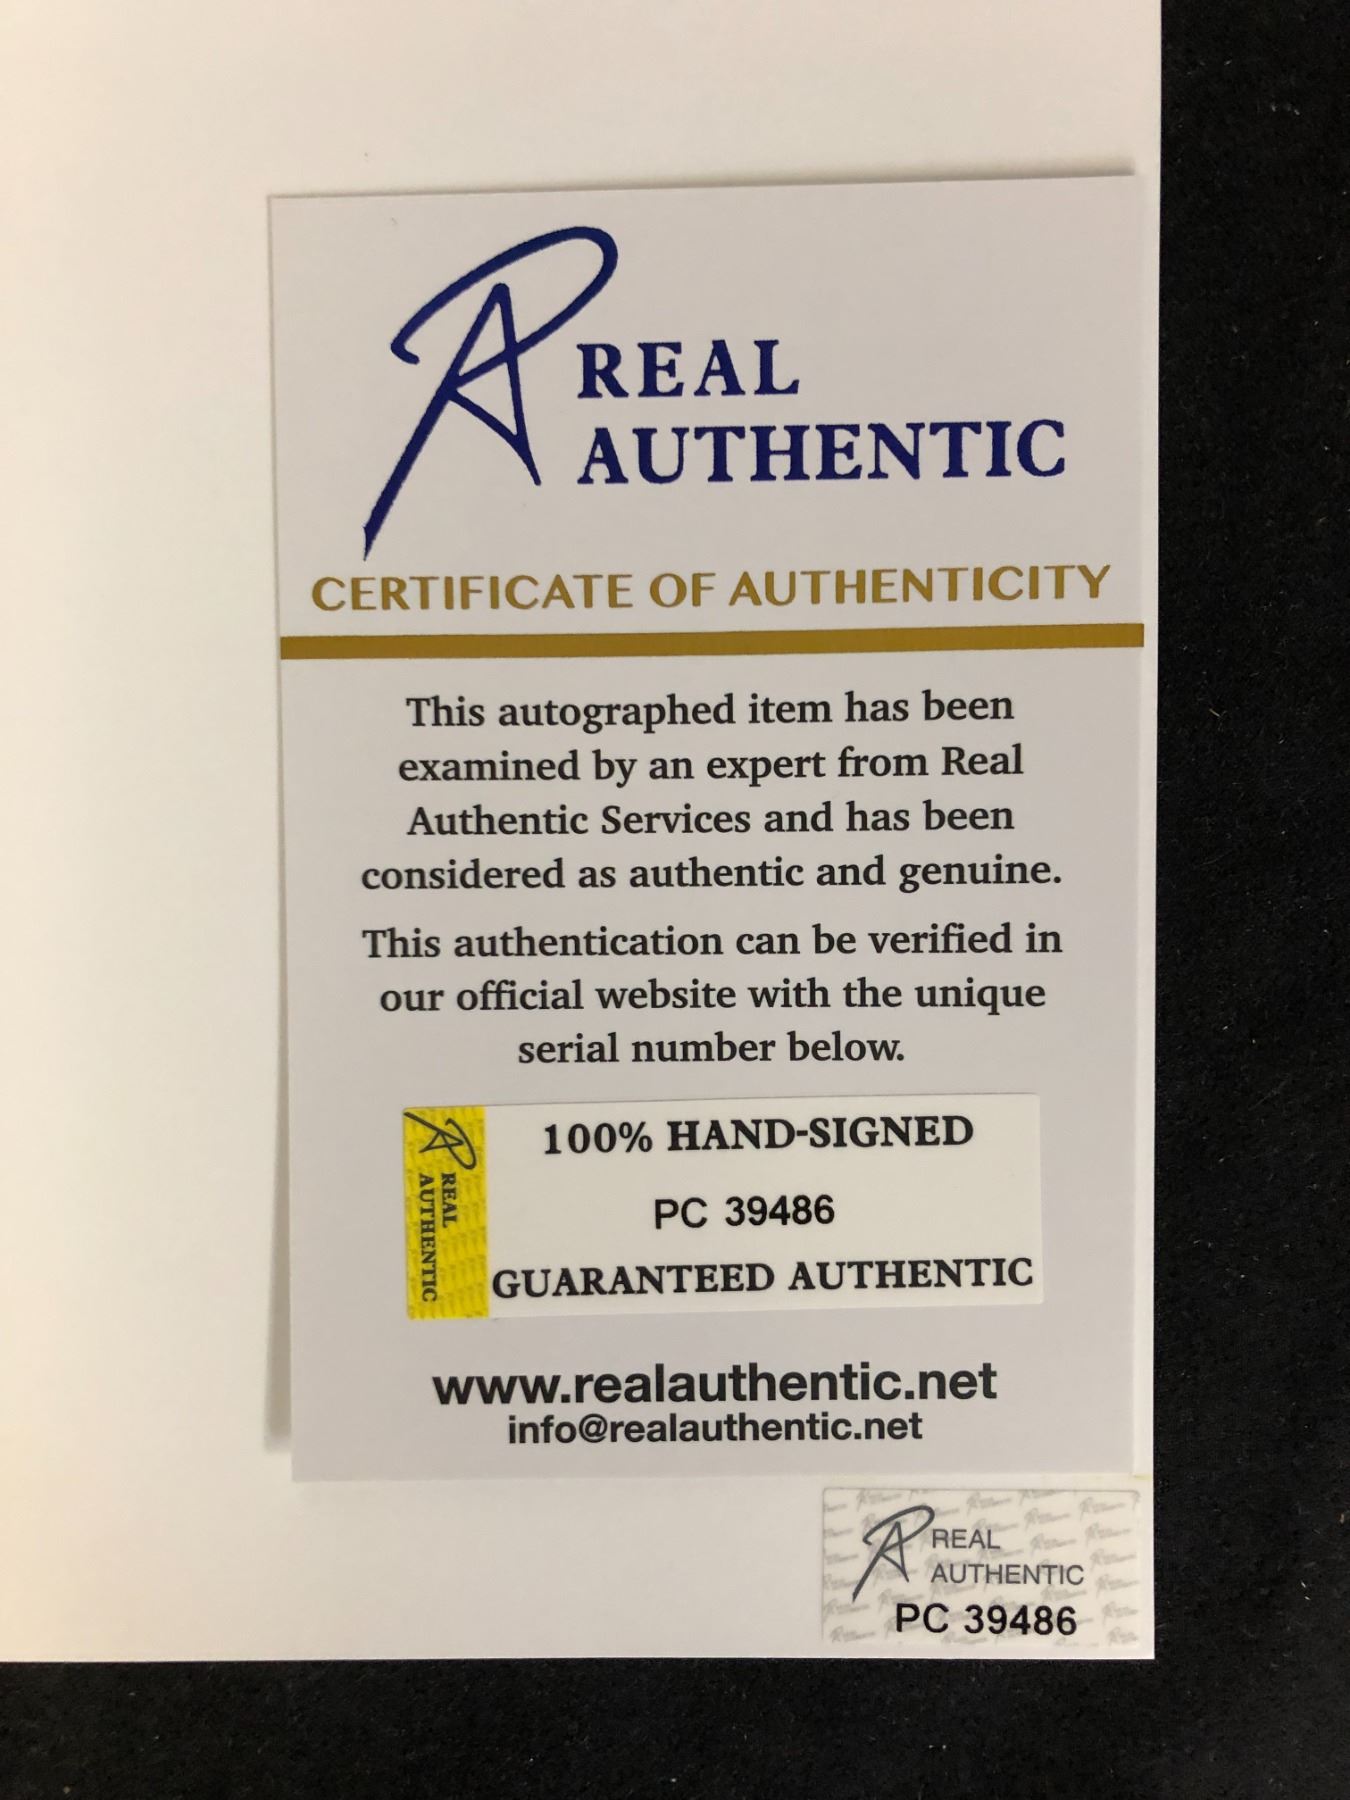 REAL
AUTHENTIC
CERTIFICATE OF AUTHENTICITY
This autographed item has been
examined by an expert from Real
Authentic Services and has been
considered as authentic and genuine.
This authentication can be verified in
our official website with the unique
serial number below.
REAL
AUTHENTIC
100% HAND-SIGNED
PC 39486
GUARANTEED AUTHENTIC
www.realauthentic.net
info@realauthentic.net
REAL
AUTHENTIC
PC 39486